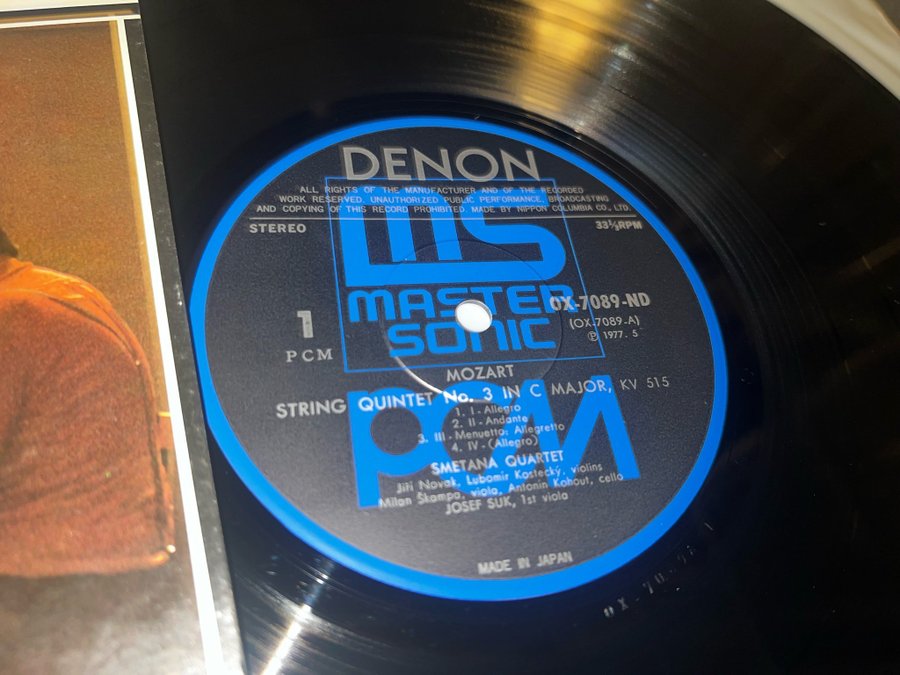 DENON
ALL RIGHTS OF THE MANUFACTURER AND OF THE RECORDED
WORK RESERVED. UNAUTHORIZED PUBLIC PERFORMANCE, BROADCASTING
AND COPYING OF THIS RECORD PROHIBITED. MADE BY NIPPON COLUMBIA CO., LTD.
STEREO 33⅓RPM
MS
MASTER
SONIC
1
PCM
OX-7089-ND
(OX-7089-A)
℗ 1977. 5
MOZART
STRING QUINTET No. 3 IN C MAJOR, KV 515
1. I - Allegro
2. II - Andante
3. III - Menuetto: Allegretto
4. IV - (Allegro)
PCM
SMETANA QUARTET
Jiří Novak, Lubomir Kostecký, violins
Milan Škampa, viola, Antonin Kohout, cello
JOSEF SUK, 1st viola
MADE IN JAPAN